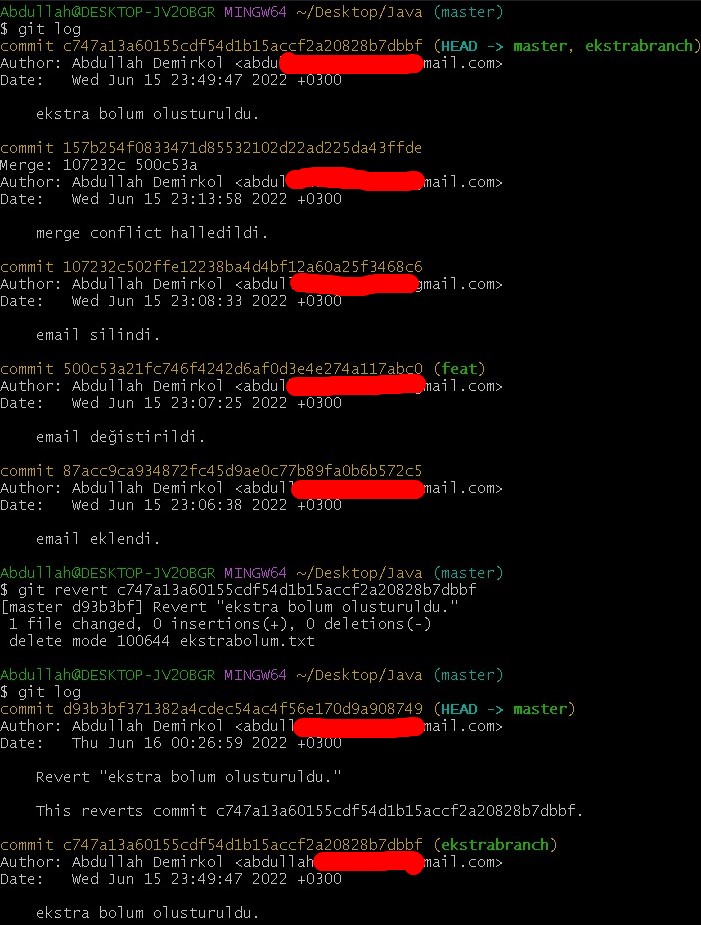 Abdullah@DESKTOP-JV2OBGR MINGW64 ~/Desktop/Java (master)
$ git log
commit c747a13a60155cdf54d1b15accf2a20828b7dbbf (HEAD -> master, ekstrabranch)
Author: Abdullah Demirkol <abdu mail.com>
Date:   Wed Jun 15 23:49:47 2022 +0300
ekstra bolum olusturuldu.
commit 157b254f0833471d85532102d22ad225da43ffde
Merge: 107232c 500c53a
Author: Abdullah Demirkol <abdul mail.com>
Date:   Wed Jun 15 23:13:58 2022 +0300
merge conflict halledildi.
commit 107232c502ffe12238ba4d4bf12a60a25f3468c6
Author: Abdullah Demirkol <abdul gmail.com>
Date:   Wed Jun 15 23:08:33 2022 +0300
email silindi.
commit 500c53a21fc746f4242d6af0d3e4e274a117abc0 (feat)
Author: Abdullah Demirkol <abdul mail.com>
Date:   Wed Jun 15 23:07:25 2022 +0300
email değistirildi.
commit 87acc9ca934872fc45d9ae0c77b89fa0b6b572c5
Author: Abdullah Demirkol <abdull mail.com>
Date:   Wed Jun 15 23:06:38 2022 +0300
email eklendi.
Abdullah@DESKTOP-JV2OBGR MINGW64 ~/Desktop/Java (master)
$ git revert c747a13a60155cdf54d1b15accf2a20828b7dbbf
[master d93b3bf] Revert "ekstra bolum olusturuldu."
1 file changed, 0 insertions(+), 0 deletions(-)
delete mode 100644 ekstrabolum.txt
Abdullah@DESKTOP-JV2OBGR MINGW64 ~/Desktop/Java (master)
$ git log
commit d93b3bf371382a4cdec54ac4f56e170d9a908749 (HEAD -> master)
Author: Abdullah Demirkol <abdull mail.com>
Date:   Thu Jun 16 00:26:59 2022 +0300
Revert "ekstra bolum olusturuldu."
This reverts commit c747a13a60155cdf54d1b15accf2a20828b7dbbf.
commit c747a13a60155cdf54d1b15accf2a20828b7dbbf (ekstrabranch)
Author: Abdullah Demirkol <abdullah mail.com>
Date:   Wed Jun 15 23:49:47 2022 +0300
ekstra bolum olusturuldu.